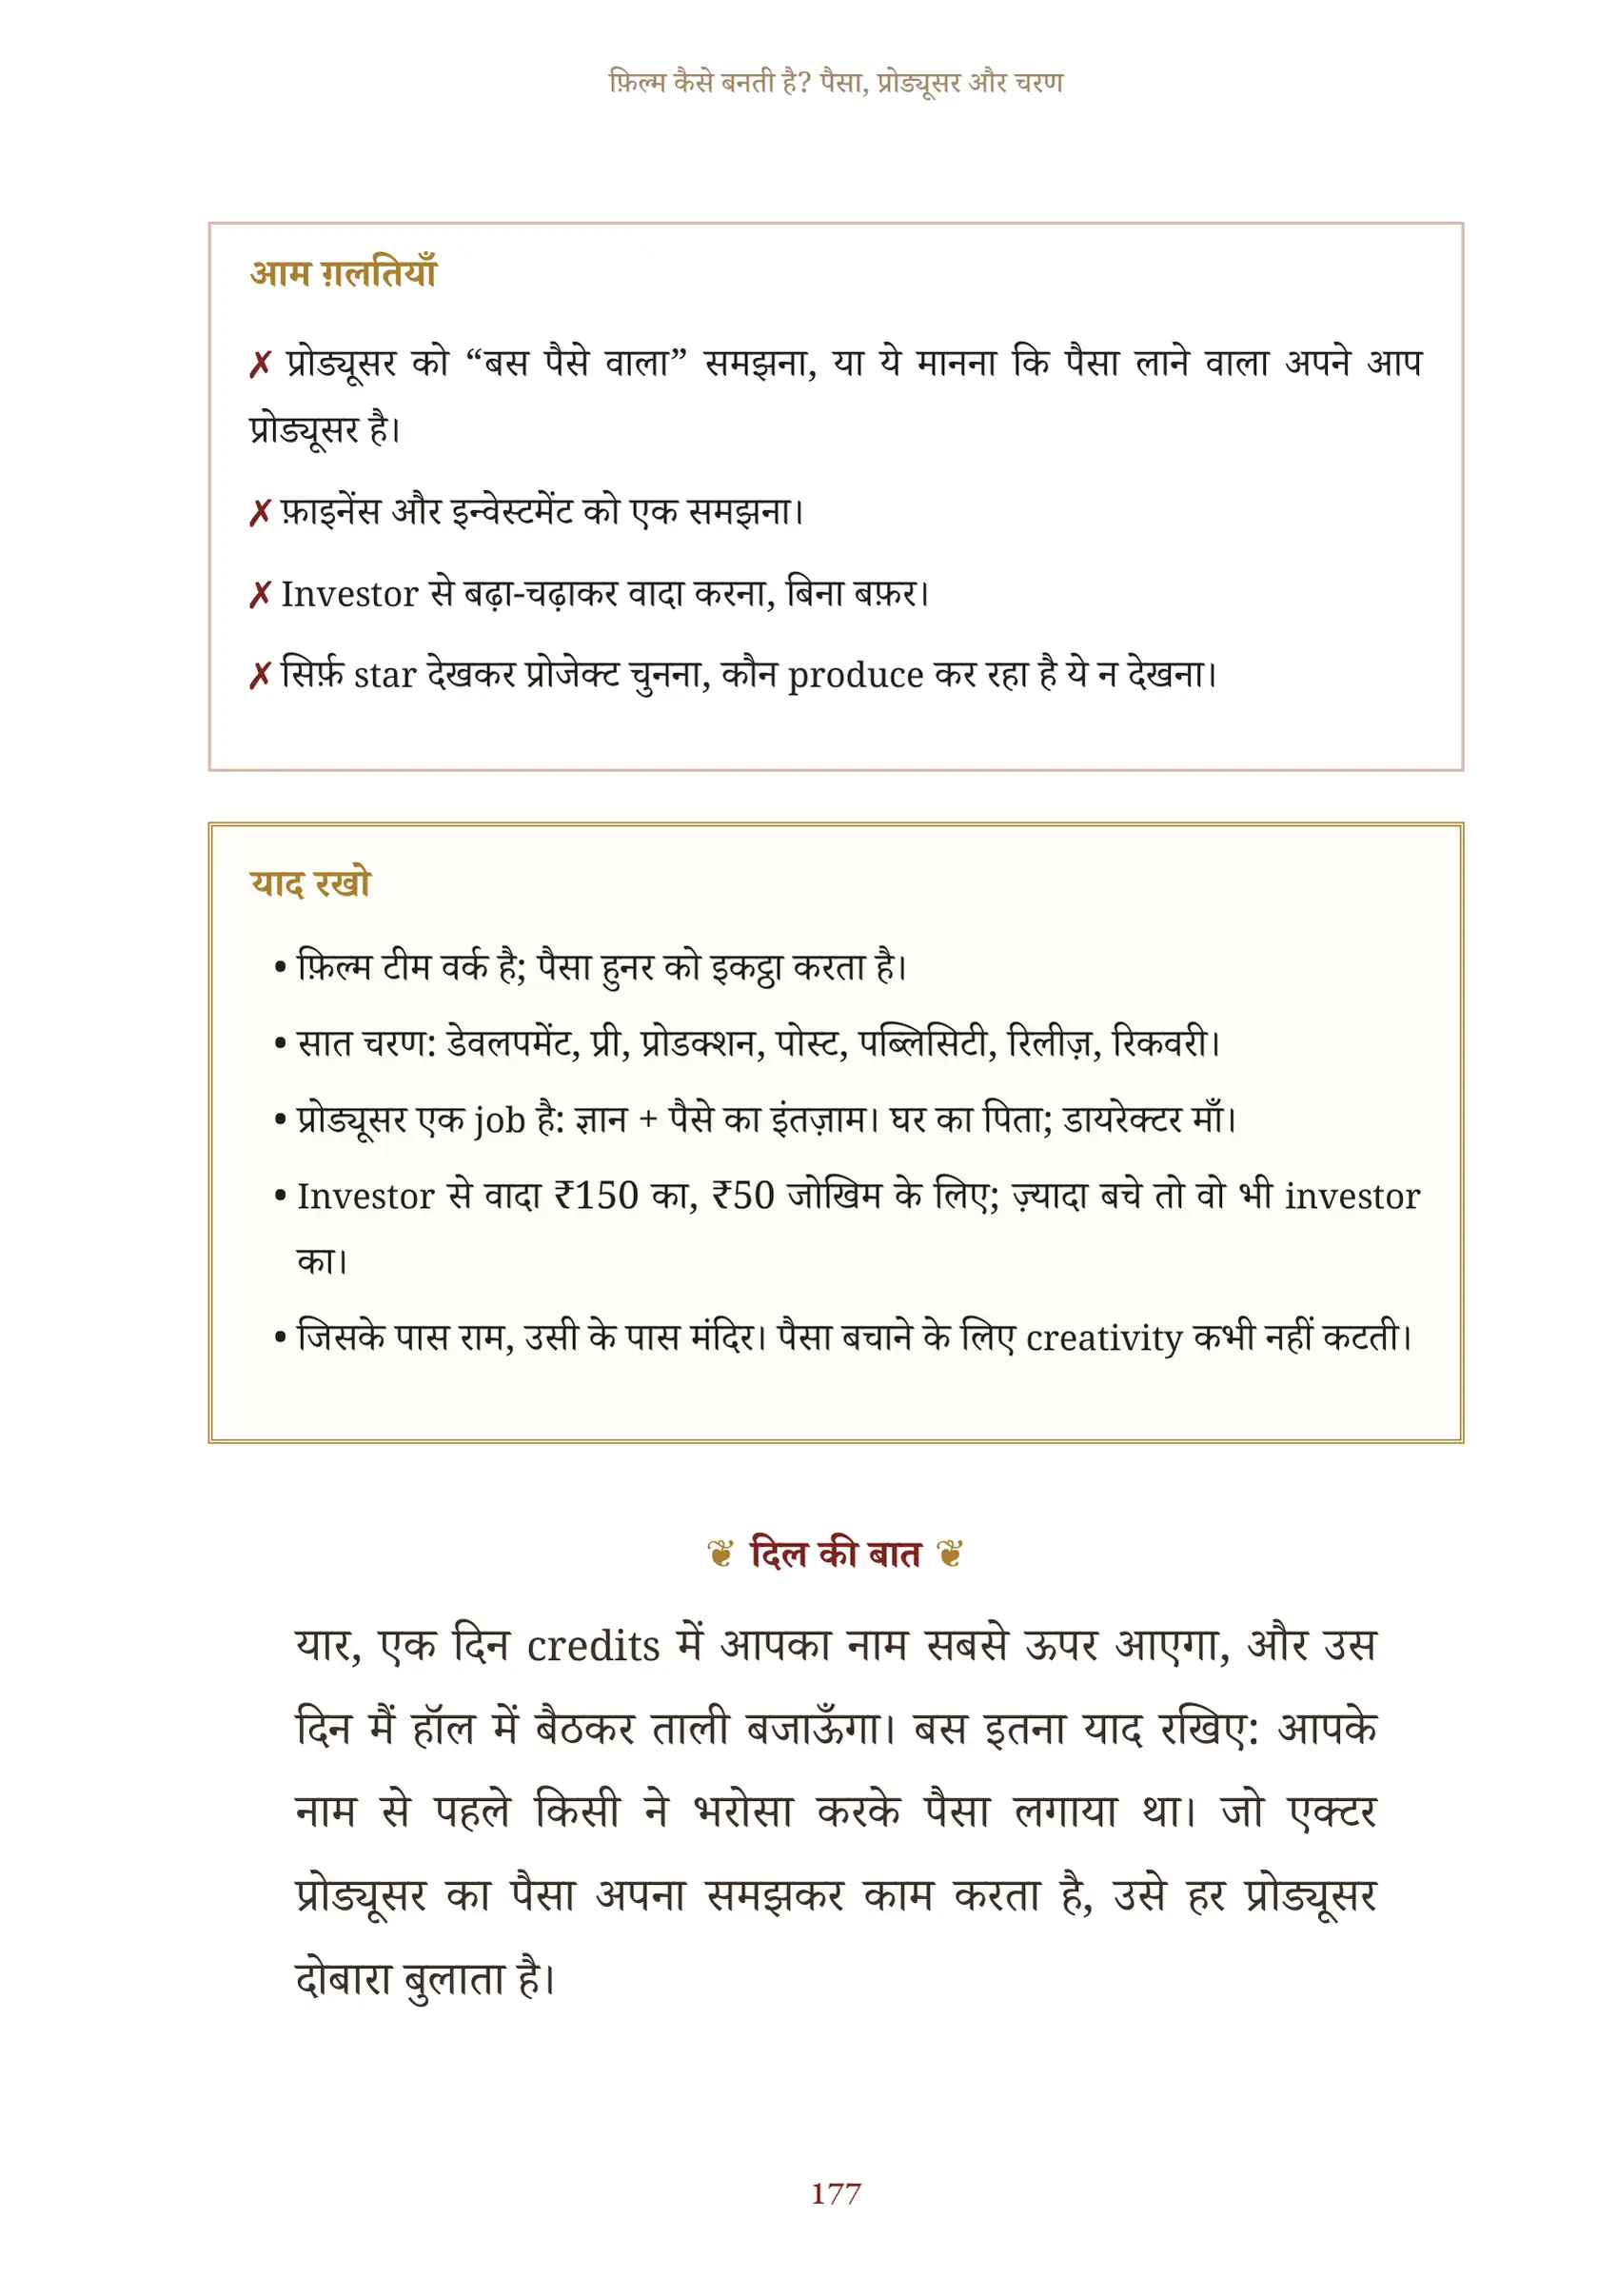 फ़िल्म कैसे बनती है? पैसा, प्रोड्यूसर और चरण
आम ग़लतियाँ
✗ प्रोड्यूसर को “बस पैसे वाला” समझना, या ये मानना कि पैसा लाने वाला अपने आप
प्रोड्यूसर है।
✗ फ़ाइनेंस और इन्वेस्टमेंट को एक समझना।
✗ Investor से बढ़ा-चढ़ाकर वादा करना, बिना बफ़र।
✗ सिर्फ़ star देखकर प्रोजेक्ट चुनना, कौन produce कर रहा है ये न देखना।
याद रखो
• फ़िल्म टीम वर्क है; पैसा हुनर को इकट्ठा करता है।
• सात चरण: डेवलपमेंट, प्री, प्रोडक्शन, पोस्ट, पब्लिसिटी, रिलीज़, रिकवरी।
• प्रोड्यूसर एक job है: ज्ञान + पैसे का इंतज़ाम। घर का पिता; डायरेक्टर माँ।
• Investor से वादा ₹150 का, ₹50 जोखिम के लिए; ज़्यादा बचे तो वो भी investor
का।
• जिसके पास राम, उसी के पास मंदिर। पैसा बचाने के लिए creativity कभी नहीं कटती।
❦ दिल की बात ❦
यार, एक दिन credits में आपका नाम सबसे ऊपर आएगा, और उस
दिन मैं हॉल में बैठकर ताली बजाऊँगा। बस इतना याद रखिए: आपके
नाम से पहले किसी ने भरोसा करके पैसा लगाया था। जो एक्टर
प्रोड्यूसर का पैसा अपना समझकर काम करता है, उसे हर प्रोड्यूसर
दोबारा बुलाता है।
177